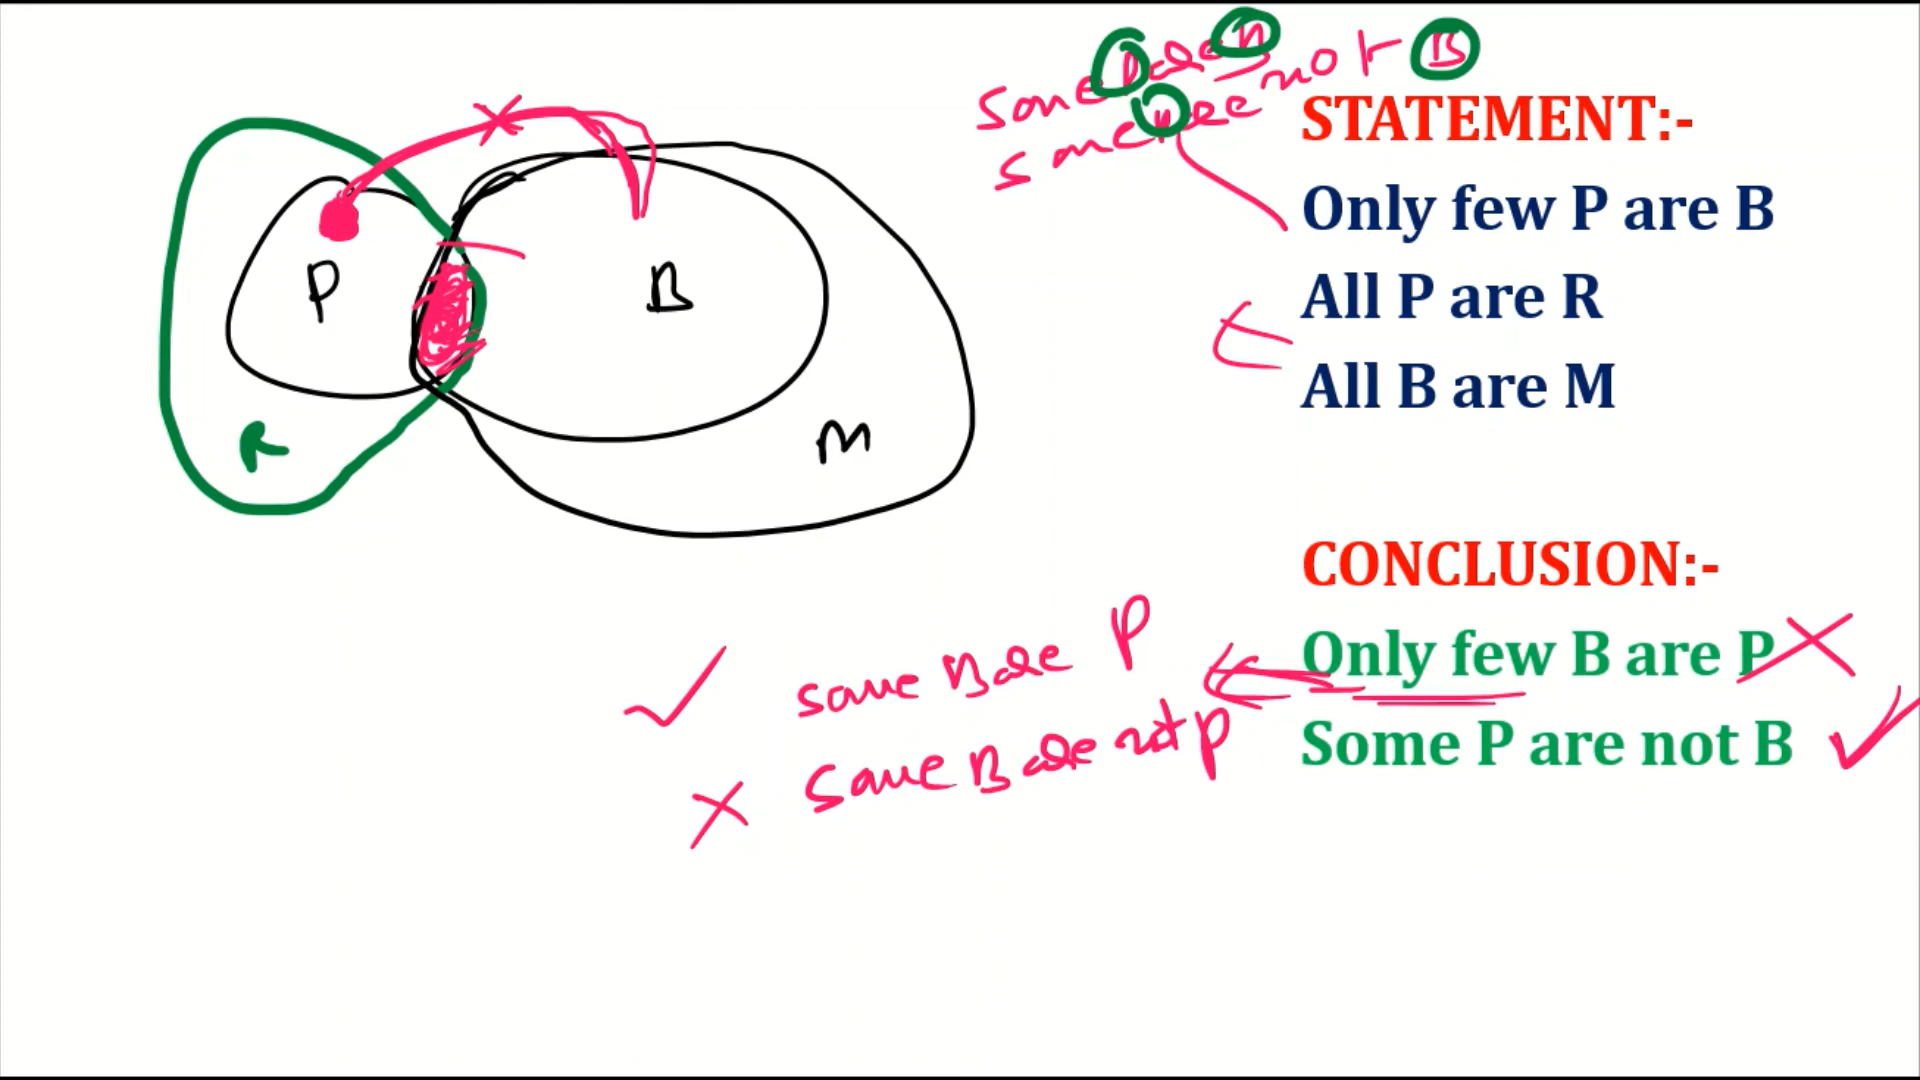 Some P are B
Some P are not B
STATEMENT:-
Only few P are B
All P are R
All B are M
P
B
R
M
CONCLUSION:-
Only few B are P
Some P are not B
some B are P
Some B are not P